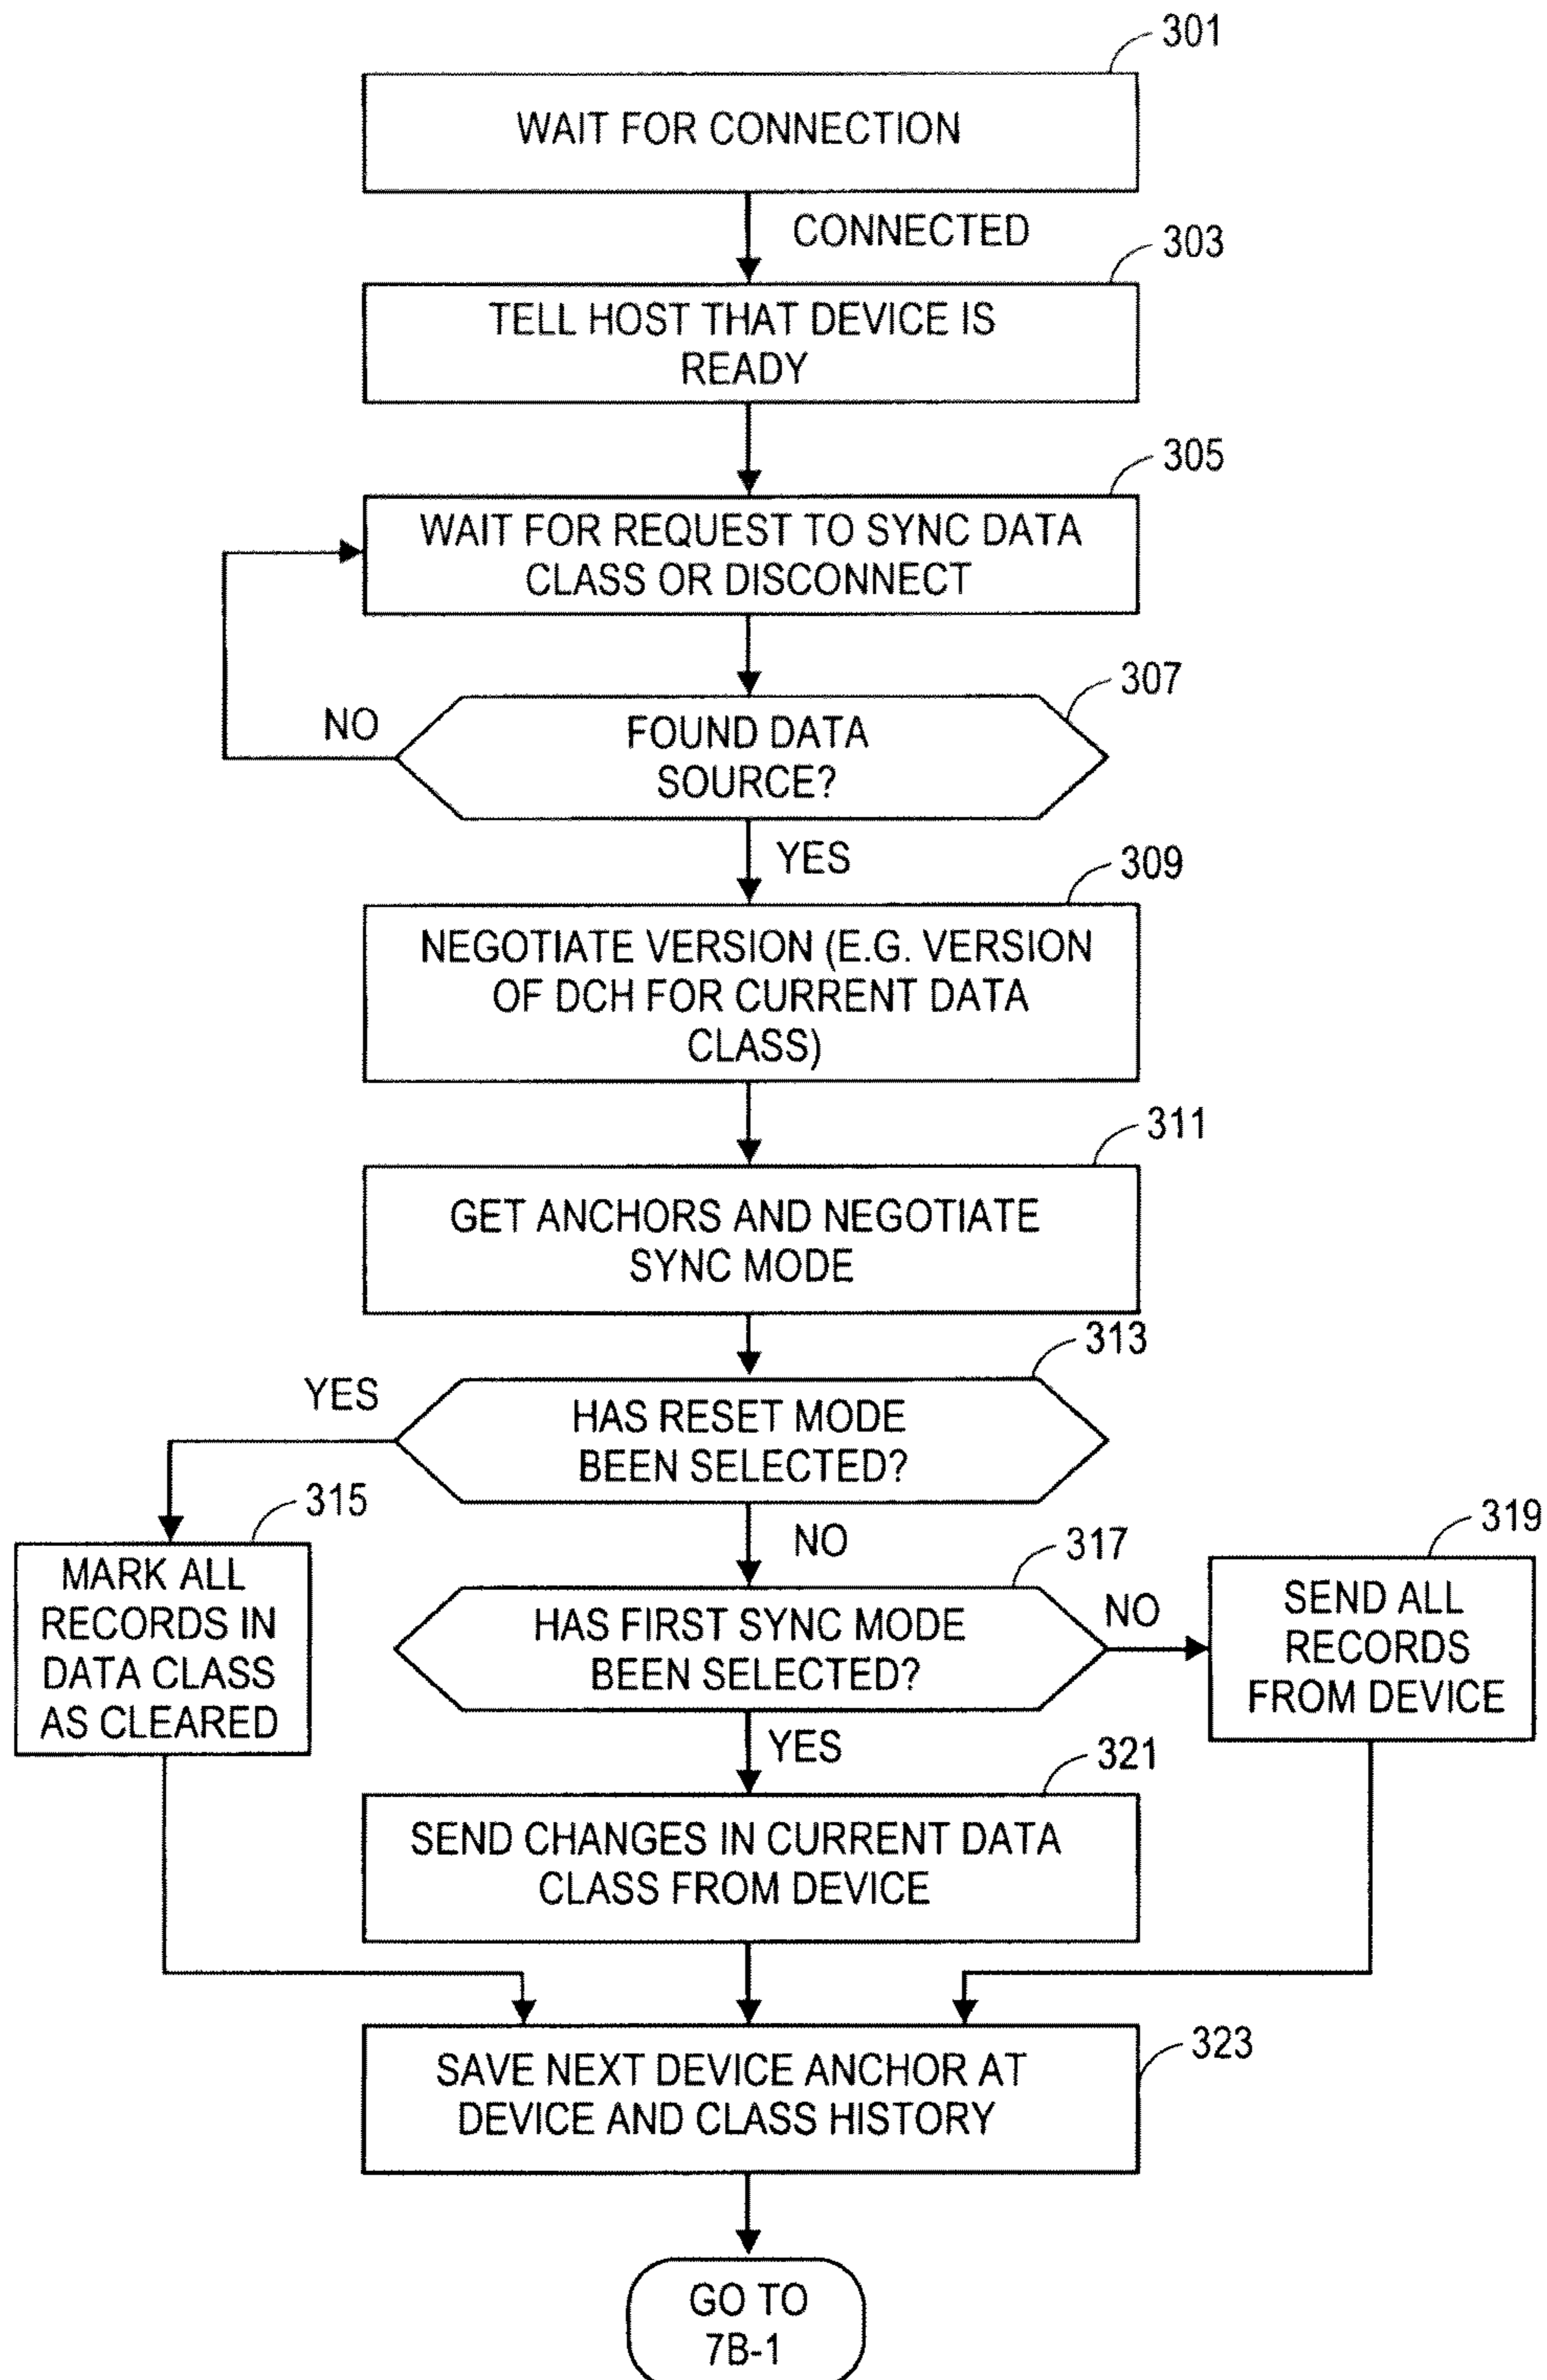 301
WAIT FOR CONNECTION
CONNECTED
303
TELL HOST THAT DEVICE IS
READY
305
WAIT FOR REQUEST TO SYNC DATA
CLASS OR DISCONNECT
307
NO
FOUND DATA
SOURCE?
YES
309
NEGOTIATE VERSION (E.G. VERSION
OF DCH FOR CURRENT DATA
CLASS)
311
GET ANCHORS AND NEGOTIATE
SYNC MODE
313
YES
HAS RESET MODE
BEEN SELECTED?
315
MARK ALL
RECORDS IN
DATA CLASS
AS CLEARED
NO
317
HAS FIRST SYNC MODE
BEEN SELECTED?
NO
319
SEND ALL
RECORDS
FROM DEVICE
YES
321
SEND CHANGES IN CURRENT DATA
CLASS FROM DEVICE
323
SAVE NEXT DEVICE ANCHOR AT
DEVICE AND CLASS HISTORY
GO TO
7B-1